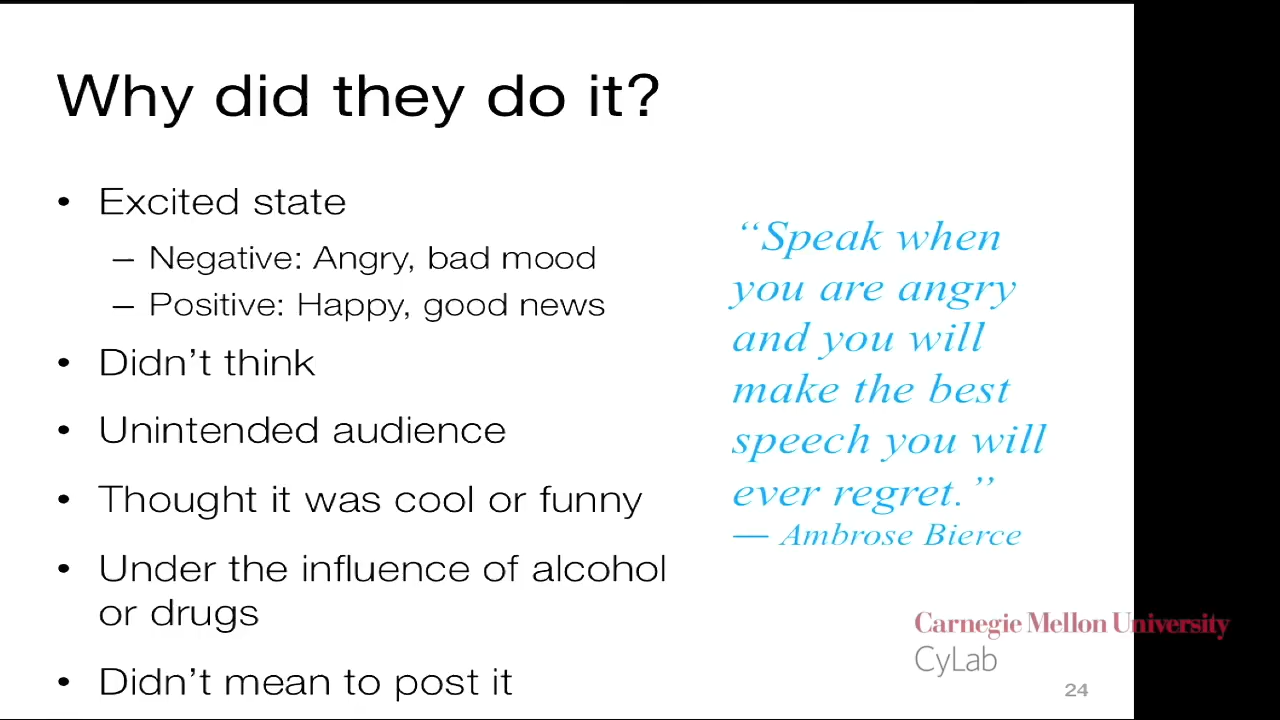 Why did they do it?
• Excited state
– Negative: Angry, bad mood
– Positive: Happy, good news
• Didn’t think
• Unintended audience
• Thought it was cool or funny
• Under the influence of alcohol
or drugs
• Didn’t mean to post it
“Speak when
you are angry
and you will
make the best
speech you will
ever regret.”
— Ambrose Bierce
Carnegie Mellon University
CyLab
24